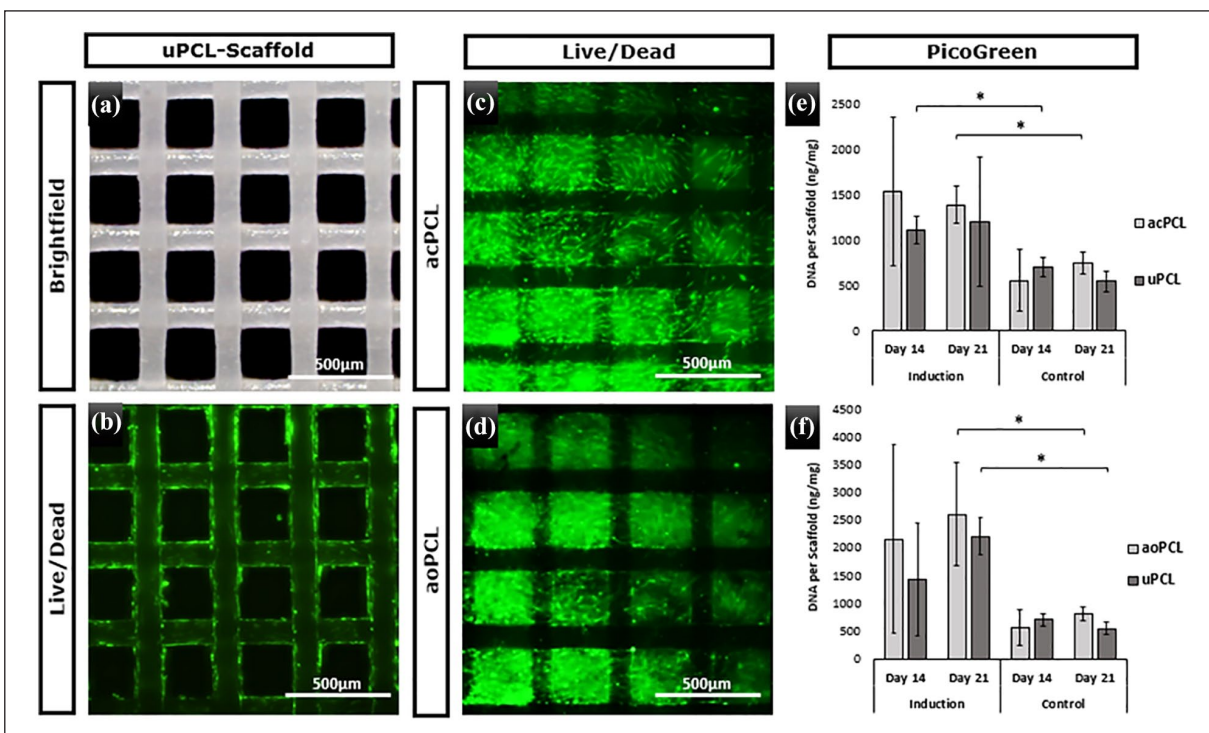 uPCL-Scaffold
Live/Dead
PicoGreen
Brightfield
(a)
500µm
Live/Dead
(b)
500µm
acPCL
(c)
500µm
aoPCL
(d)
500µm
(e)
DNA per Scaffold (ng/mg)
2500
2000
1500
1000
500
0
*
*
acPCL
uPCL
Day 14
Day 21
Day 14
Day 21
Induction
Control
(f)
DNA per Scaffold (ng/mg)
4500
4000
3500
3000
2500
2000
1500
1000
500
0
*
*
aoPCL
uPCL
Day 14
Day 21
Day 14
Day 21
Induction
Control